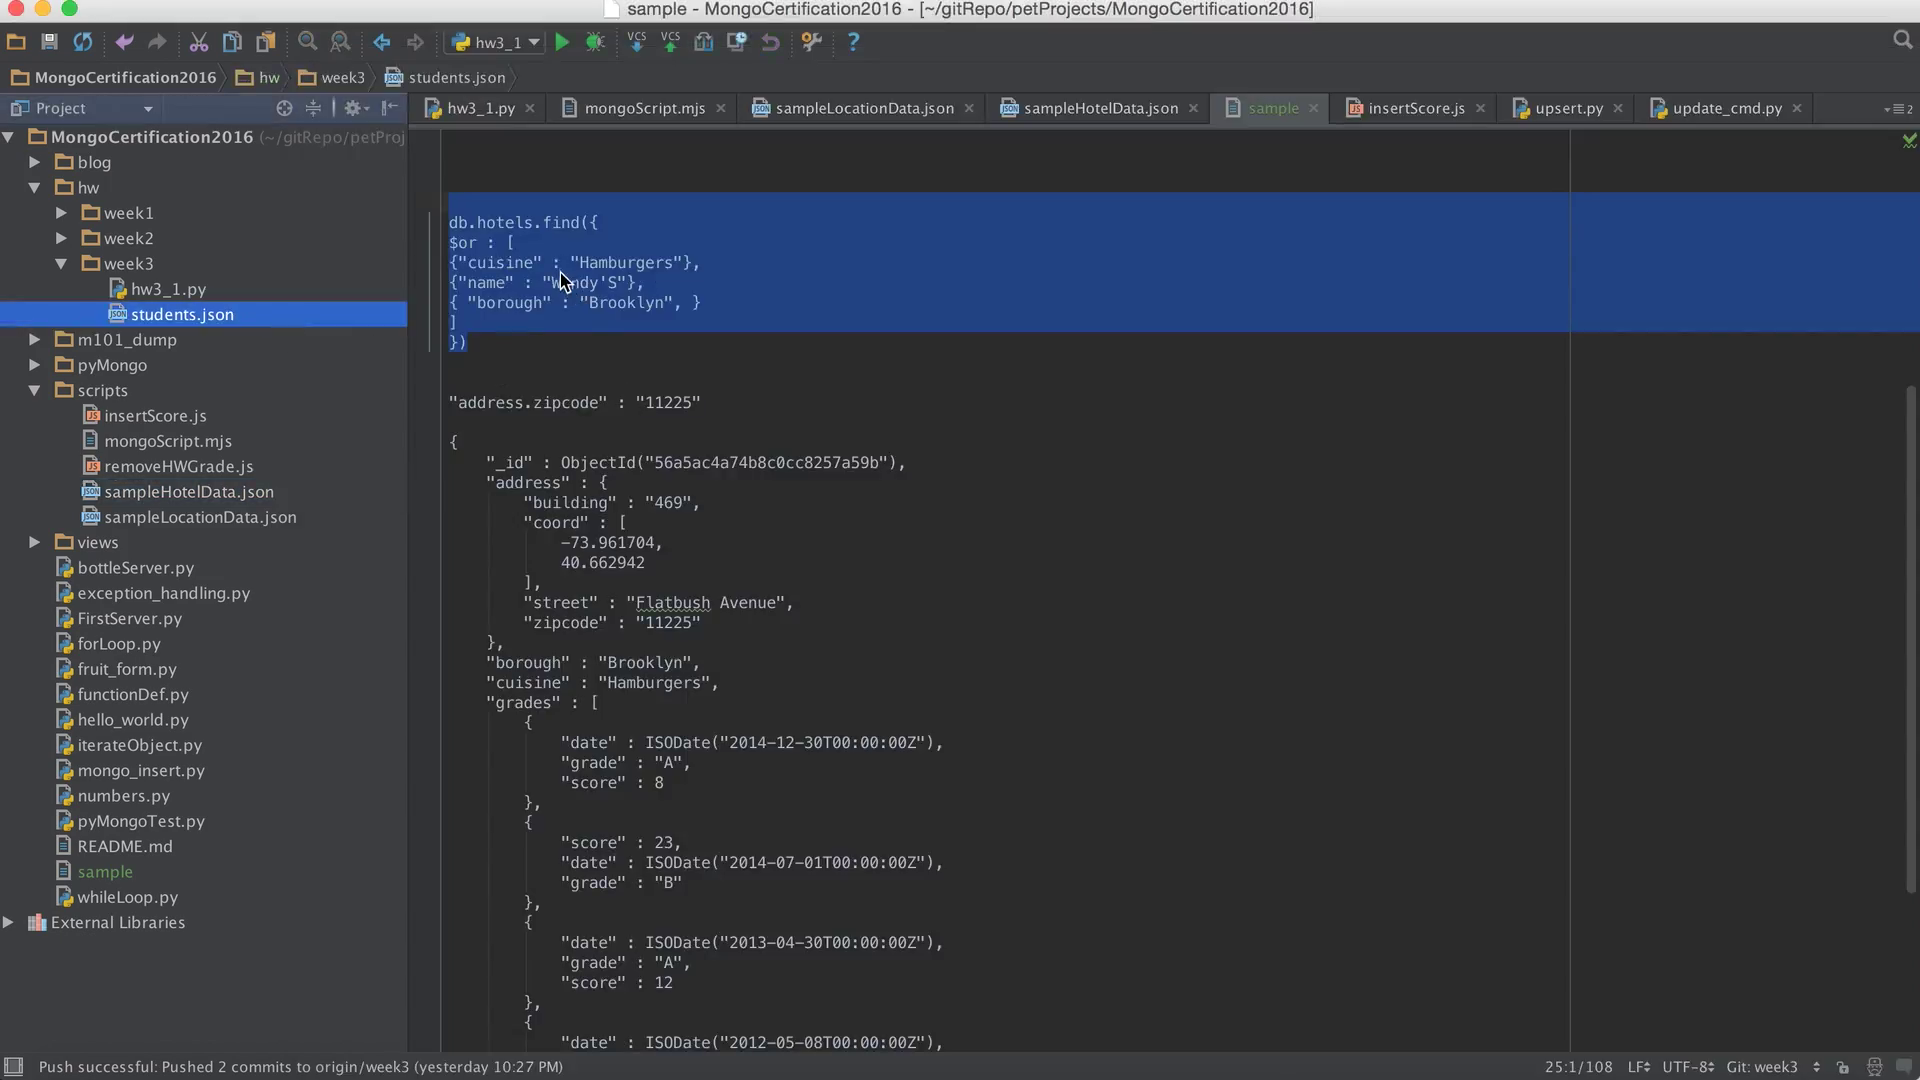 sample - MongoCertification2016 - [~/gitRepo/petProjects/MongoCertification2016]
hw3_1
VCS VCS
?
MongoCertification2016 hw week3 students.json
Project
hw3_1.py mongoScript.mjs sampleLocationData.json sampleHotelData.json sample insertScore.js upsert.py update_cmd.py
2
MongoCertification2016 (~/gitRepo/petProj
blog
hw
week1
week2
week3
hw3_1.py
students.json
m101_dump
pyMongo
scripts
insertScore.js
mongoScript.mjs
removeHWGrade.js
sampleHotelData.json
sampleLocationData.json
views
bottleServer.py
exception_handling.py
FirstServer.py
forLoop.py
fruit_form.py
functionDef.py
hello_world.py
iterateObject.py
mongo_insert.py
numbers.py
pyMongoTest.py
README.md
sample
whileLoop.py
External Libraries
db.hotels.find({
$or : [
{"cuisine" : "Hamburgers"},
{"name" : "Wendy'S"},
{ "borough" : "Brooklyn", }
]
})
"address.zipcode" : "11225"
{
"_id" : ObjectId("56a5ac4a74b8c0cc8257a59b"),
"address" : {
"building" : "469",
"coord" : [
-73.961704,
40.662942
],
"street" : "Flatbush Avenue",
"zipcode" : "11225"
},
"borough" : "Brooklyn",
"cuisine" : "Hamburgers",
"grades" : [
{
"date" : ISODate("2014-12-30T00:00:00Z"),
"grade" : "A",
"score" : 8
},
{
"score" : 23,
"date" : ISODate("2014-07-01T00:00:00Z"),
"grade" : "B"
},
{
"date" : ISODate("2013-04-30T00:00:00Z"),
"grade" : "A",
"score" : 12
},
{
"date" : ISODate("2012-05-08T00:00:00Z"),
Push successful: Pushed 2 commits to origin/week3 (yesterday 10:27 PM)
25:1/108 LF UTF-8 Git: week3